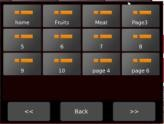 home Fruits Meal Page3
5 6 7 8
9 10 page 4 page 6
<< Back >>